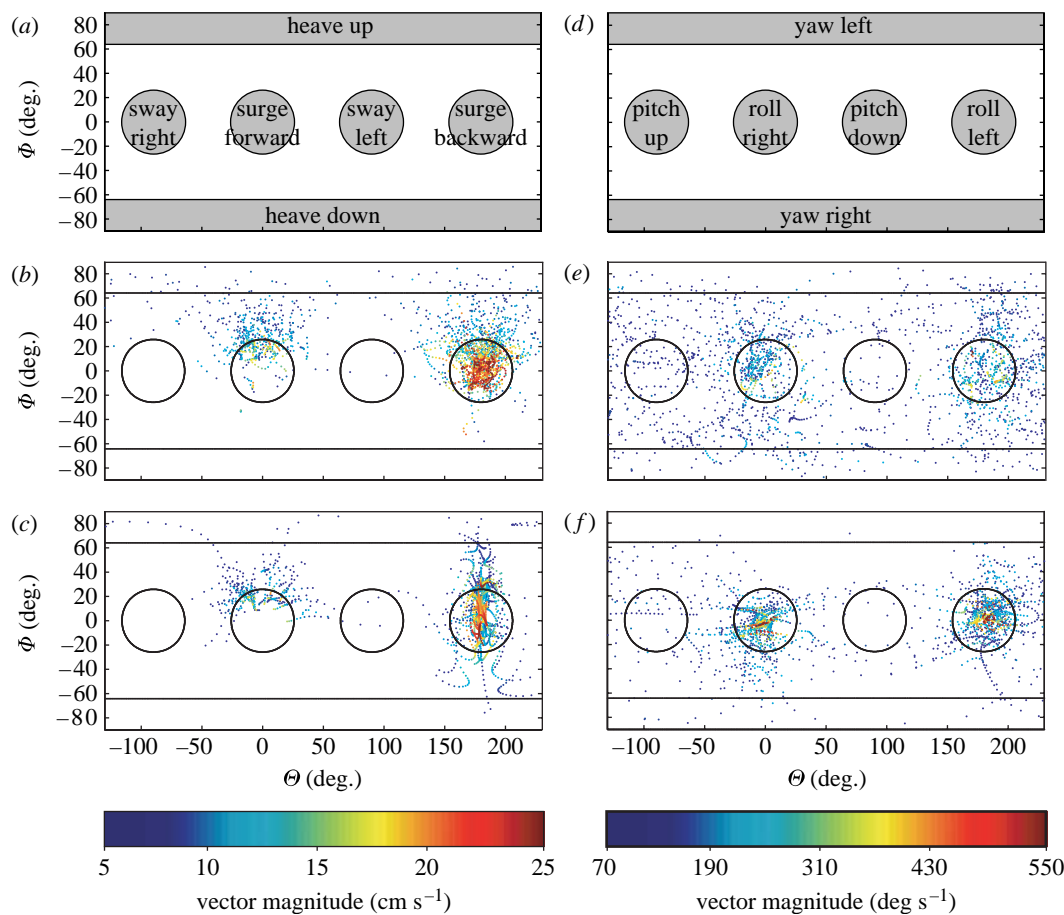 (a)
80
60
40
20
0
−20
−40
−60
−80
Φ (deg.)
heave up
sway right
surge forward
sway left
surge backward
heave down
(d)
yaw left
pitch up
roll right
pitch down
roll left
yaw right
(b)
80
60
40
20
0
−20
−40
−60
−80
Φ (deg.)
(e)
(c)
80
60
40
20
0
−20
−40
−60
−80
Φ (deg.)
−100 −50 0 50 100 150 200
Θ (deg.)
(f)
−100 −50 0 50 100 150 200
Θ (deg.)
5 10 15 20 25
vector magnitude (cm s⁻¹)
70 190 310 430 550
vector magnitude (deg s⁻¹)